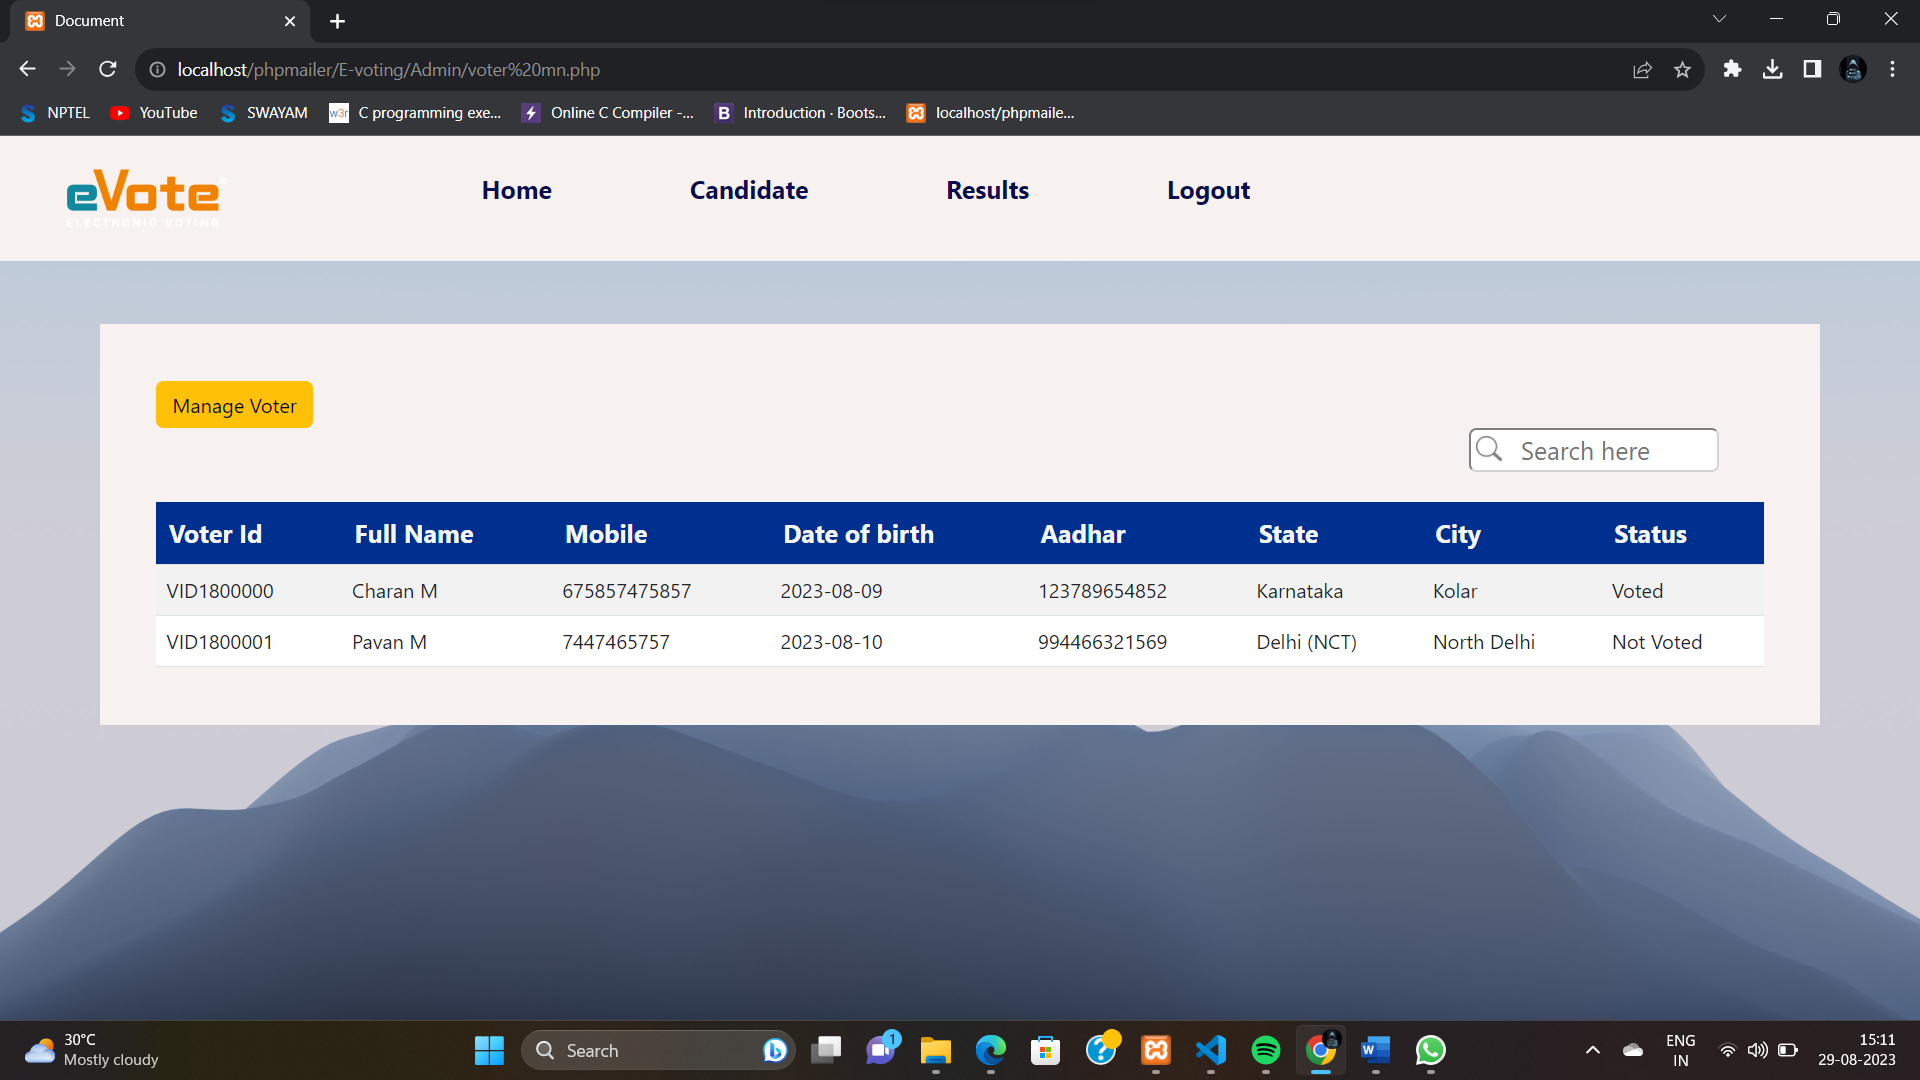 Document
localhost/phpmailer/E-voting/Admin/voter%20mn.php
NPTEL YouTube SWAYAM w3r C programming exe... Online C Compiler -... B Introduction · Boots... localhost/phpmaile...
eVote
ELECTRONIC VOTING
Home Candidate Results Logout
Manage Voter
Search here
Voter Id Full Name Mobile Date of birth Aadhar State City Status
VID1800000 Charan M 675857475857 2023-08-09 123789654852 Karnataka Kolar Voted
VID1800001 Pavan M 7447465757 2023-08-10 994466321569 Delhi (NCT) North Delhi Not Voted
30°C
Mostly cloudy
Search
1
ENG
IN
15:11
29-08-2023